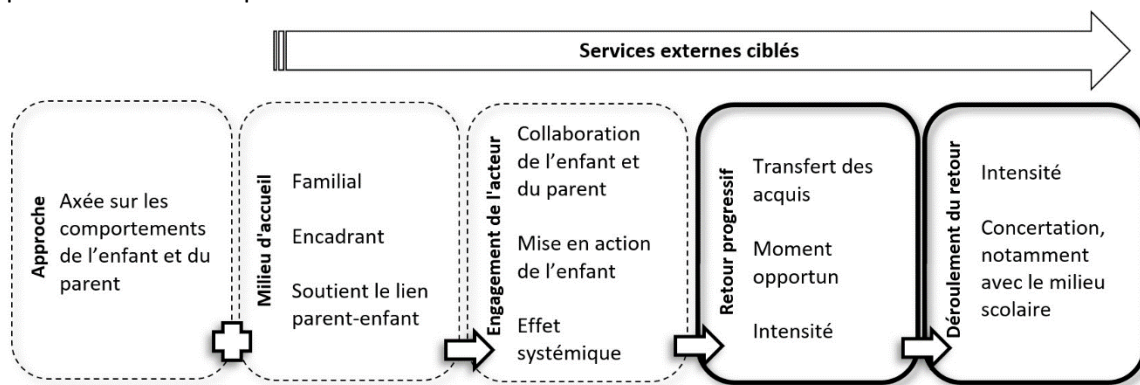 Services externes ciblés
Approche
Axée sur les
comportements
de l'enfant et du
parent
Milieu d'accueil
Familial
Encadrant
Soutient le lien
parent-enfant
Engagement de l'acteur
Collaboration
de l'enfant et
du parent
Mise en action
de l'enfant
Effet
systémique
Retour progressif
Transfert des
acquis
Moment
opportun
Intensité
Déroulement du retour
Intensité
Concertation,
notamment
avec le milieu
scolaire